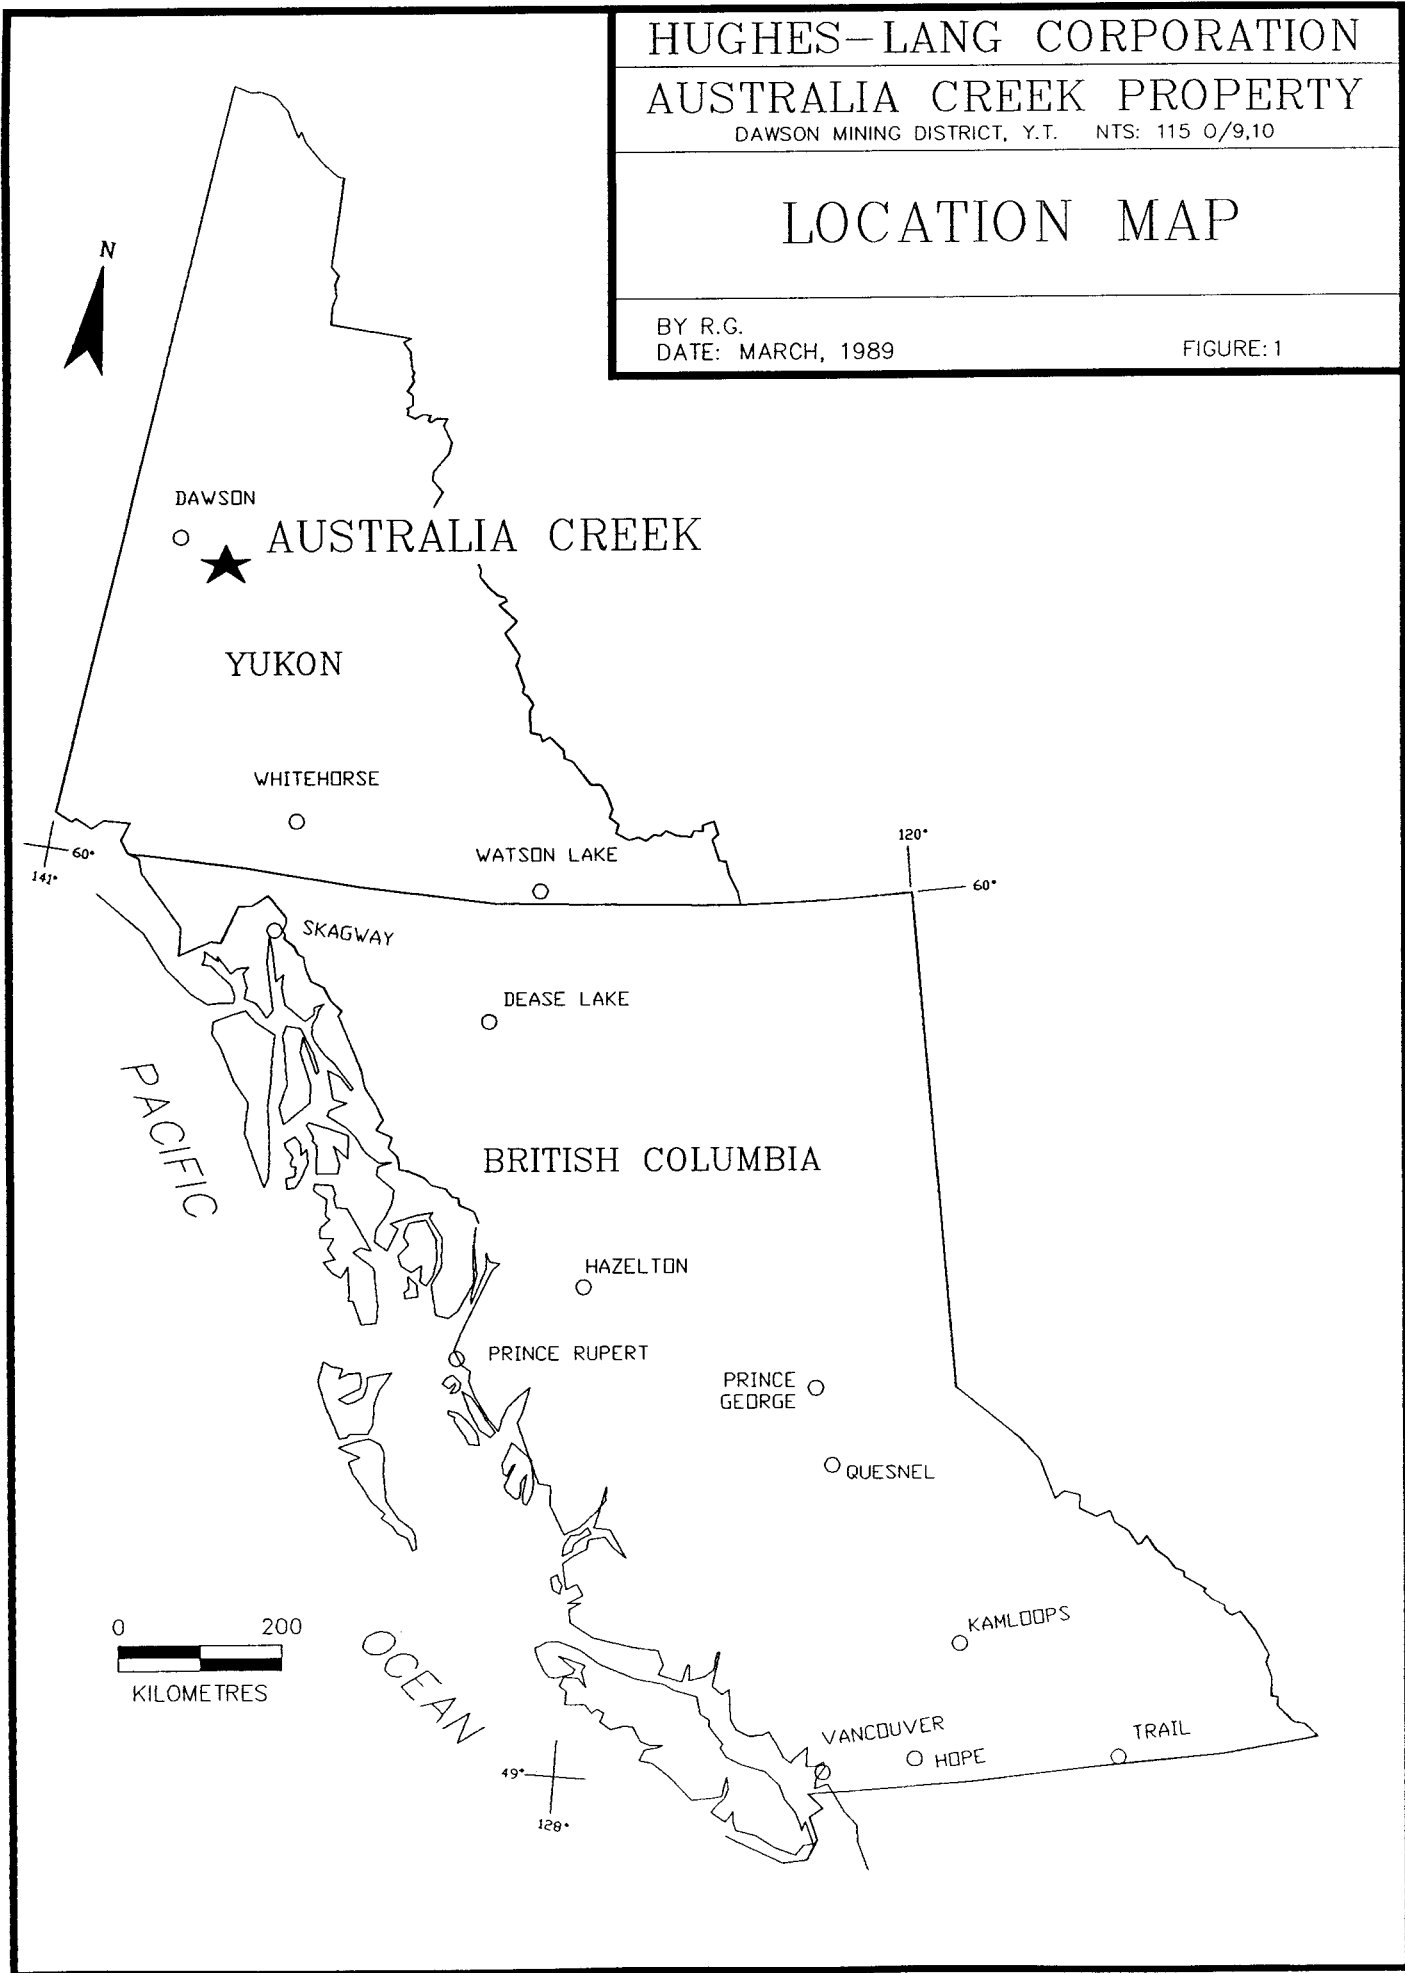 HUGHES-LANG CORPORATION
AUSTRALIA CREEK PROPERTY
DAWSON MINING DISTRICT, Y.T. NTS: 115 O/9,10
LOCATION MAP
BY R.G.
DATE: MARCH, 1989
FIGURE: 1
N
DAWSON
AUSTRALIA CREEK
YUKON
WHITEHORSE
WATSON LAKE
120°
60°
141°
60°
SKAGWAY
DEASE LAKE
PACIFIC
BRITISH COLUMBIA
HAZELTON
PRINCE RUPERT
PRINCE
GEORGE
QUESNEL
0 200
KILOMETRES
OCEAN
KAMLOOPS
VANCOUVER
HOPE
TRAIL
49°
128°